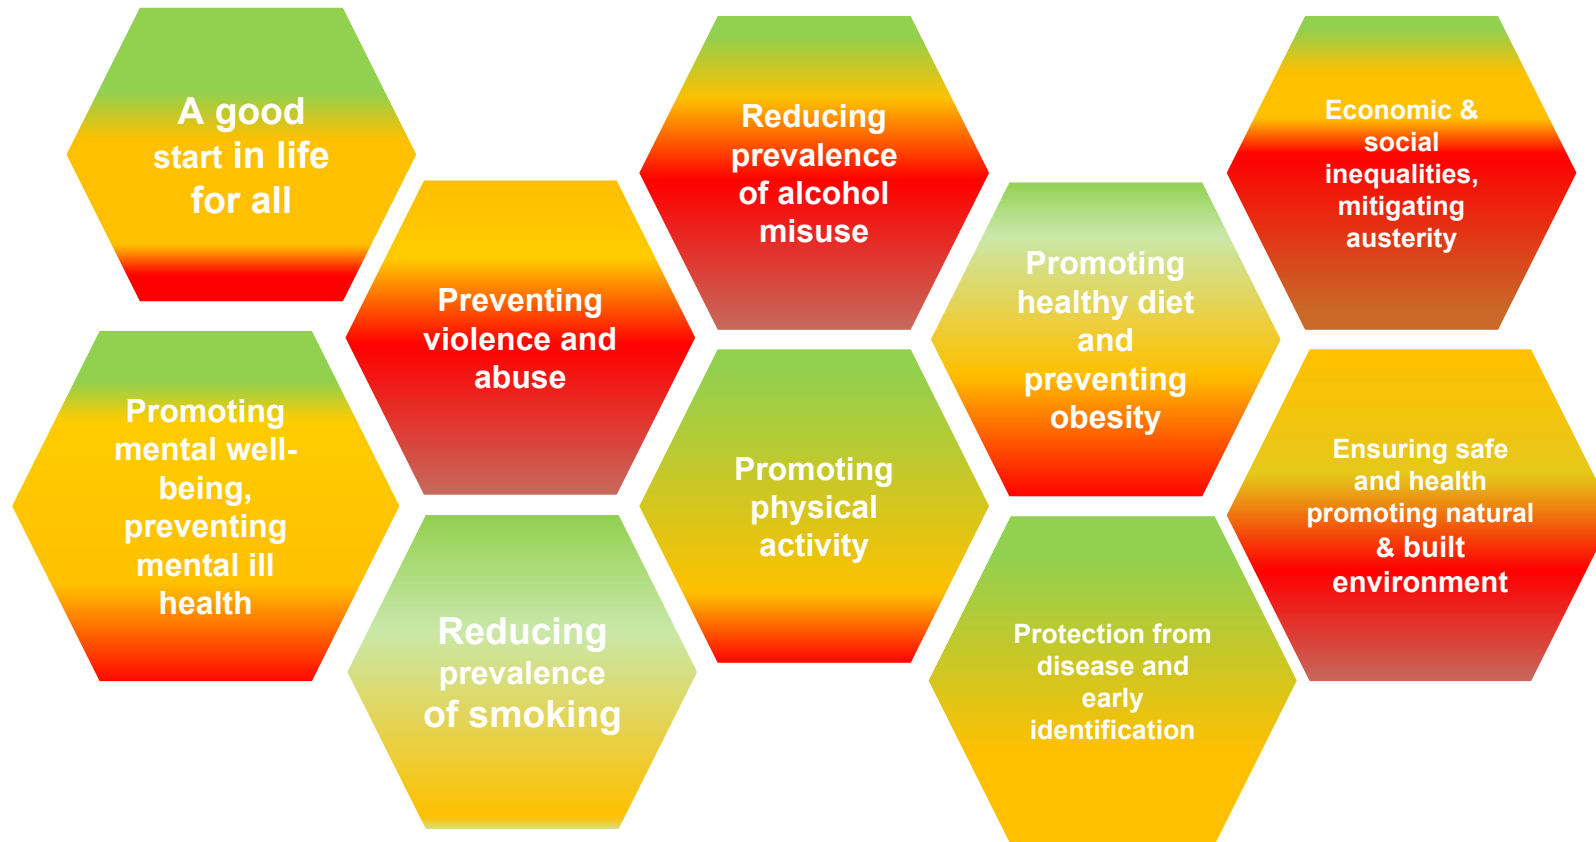 A good
start in life
for all
Preventing
violence and
abuse
Reducing
prevalence
of alcohol
misuse
Promoting
healthy diet
and
preventing
obesity
Economic &
social
inequalities,
mitigating
austerity
Promoting
mental well-
being,
preventing
mental ill
health
Reducing
prevalence
of smoking
Promoting
physical
activity
Protection from
disease and
early
identification
Ensuring safe
and health
promoting natural
& built
environment